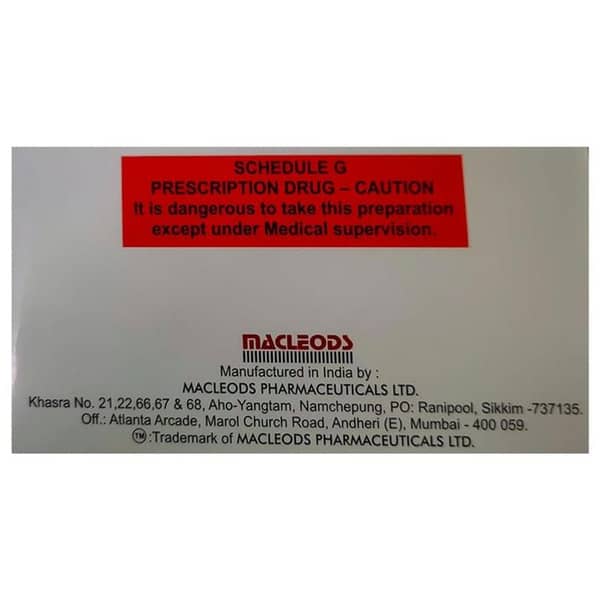 SCHEDULE G
PRESCRIPTION DRUG – CAUTION
It is dangerous to take this preparation
except under Medical supervision.
MACLEODS
Manufactured in India by :
MACLEODS PHARMACEUTICALS LTD.
Khasra No. 21,22,66,67 & 68, Aho-Yangtam, Namchepung, PO: Ranipool, Sikkim -737135.
Off.: Atlanta Arcade, Marol Church Road, Andheri (E), Mumbai - 400 059.
TM:Trademark of MACLEODS PHARMACEUTICALS LTD.